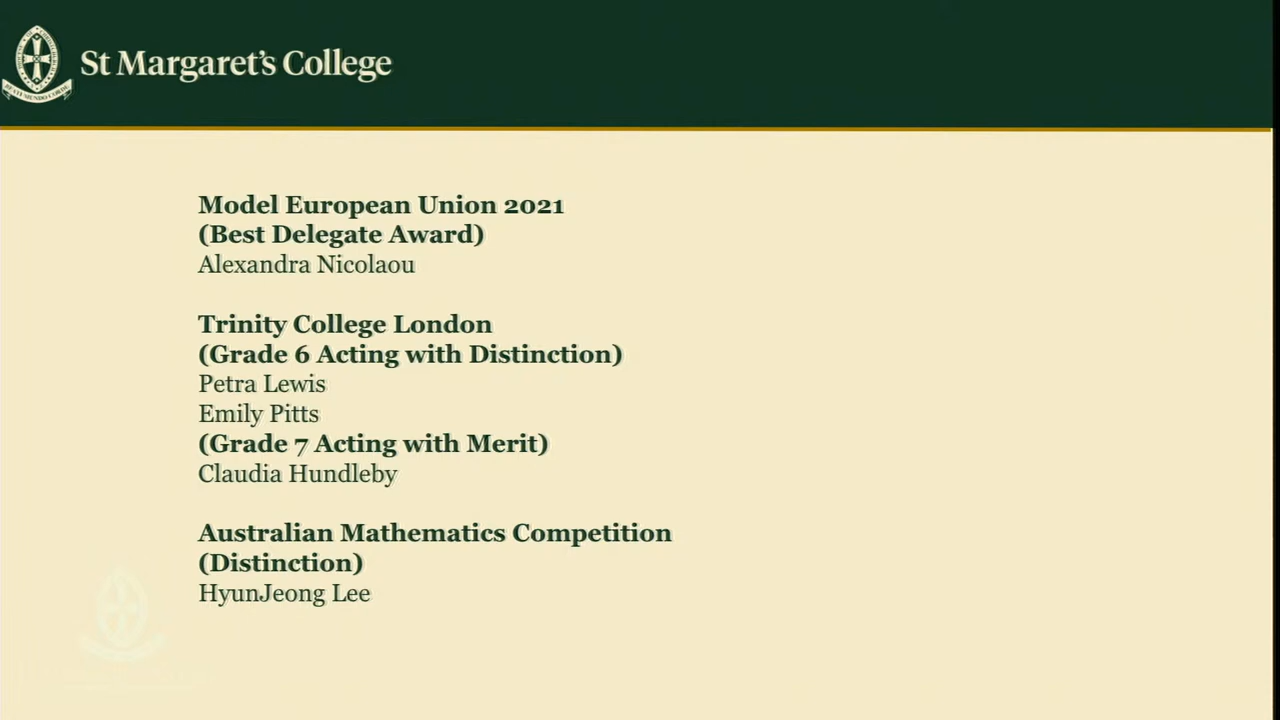 St Margaret's College
Model European Union 2021
(Best Delegate Award)
Alexandra Nicolaou
Trinity College London
(Grade 6 Acting with Distinction)
Petra Lewis
Emily Pitts
(Grade 7 Acting with Merit)
Claudia Hundleby
Australian Mathematics Competition
(Distinction)
HyunJeong Lee